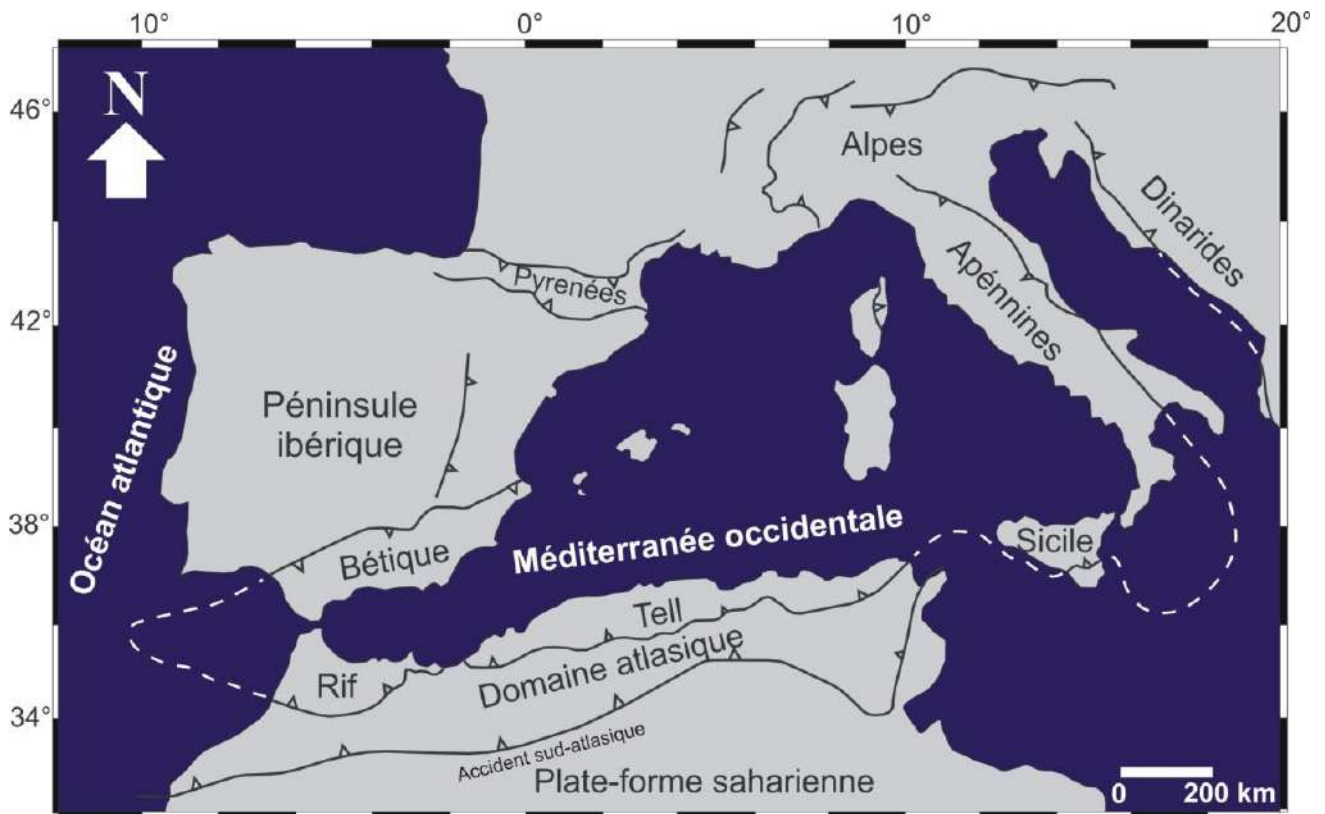 10°
0°
10°
20°
N
46°
42°
38°
34°
Alpes
Dinarides
Apénnines
Pyrenées
Océan atlantique
Péninsule
ibérique
Méditerranée occidentale
Sicile
Bétique
Tell
Rif
Domaine atlasique
Accident sud-atlasique
Plate-forme saharienne
0 200 km